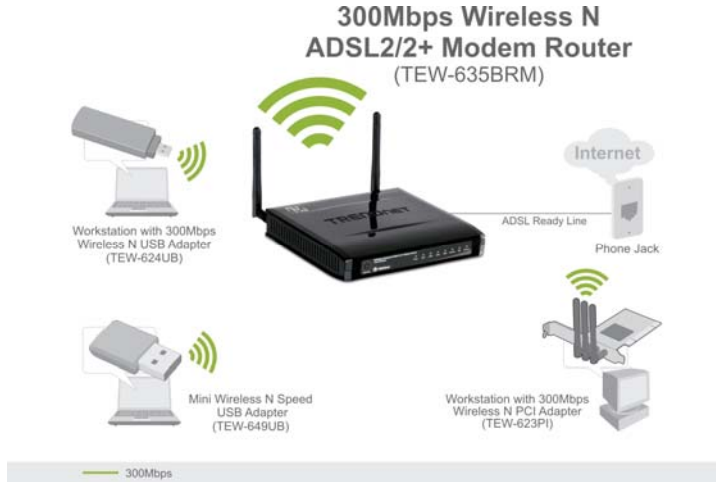 300Mbps Wireless N
ADSL2/2+ Modem Router
(TEW-635BRM)
Workstation with 300Mbps
Wireless N USB Adapter
(TEW-624UB)
TRENDNET
Internet
ADSL Ready Line
Phone Jack
Mini Wireless N Speed
USB Adapter
(TEW-649UB)
Workstation with 300Mbps
Wireless N PCI Adapter
(TEW-623PI)
300Mbps